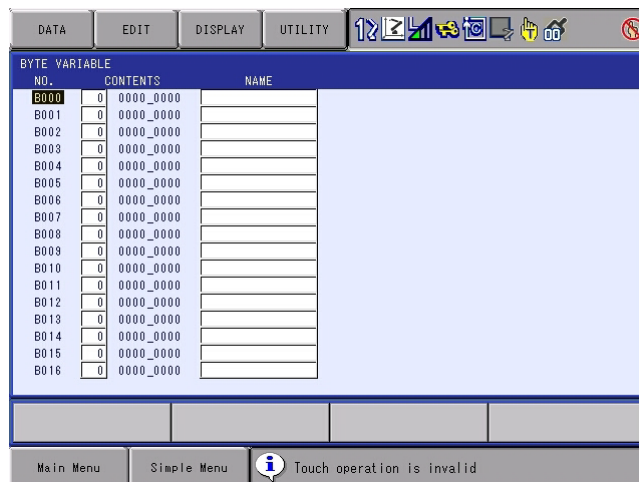 DATA EDIT DISPLAY UTILITY
BYTE VARIABLE
NO. CONTENTS NAME
B000 0 0000_0000
B001 0 0000_0000
B002 0 0000_0000
B003 0 0000_0000
B004 0 0000_0000
B005 0 0000_0000
B006 0 0000_0000
B007 0 0000_0000
B008 0 0000_0000
B009 0 0000_0000
B010 0 0000_0000
B011 0 0000_0000
B012 0 0000_0000
B013 0 0000_0000
B014 0 0000_0000
B015 0 0000_0000
B016 0 0000_0000
Main Menu Simple Menu Touch operation is invalid